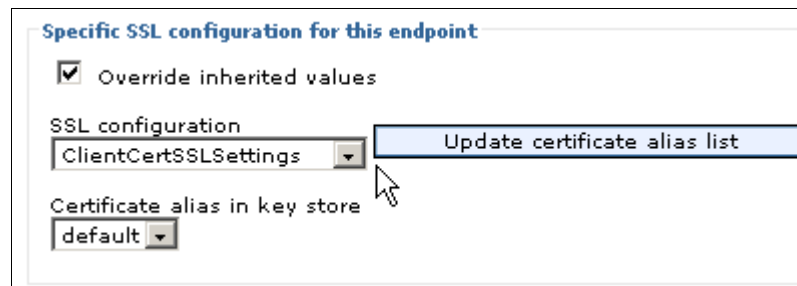 Specific SSL configuration for this endpoint
Override inherited values
SSL configuration
ClientCertSSLSettings
Update certificate alias list
Certificate alias in key store
default